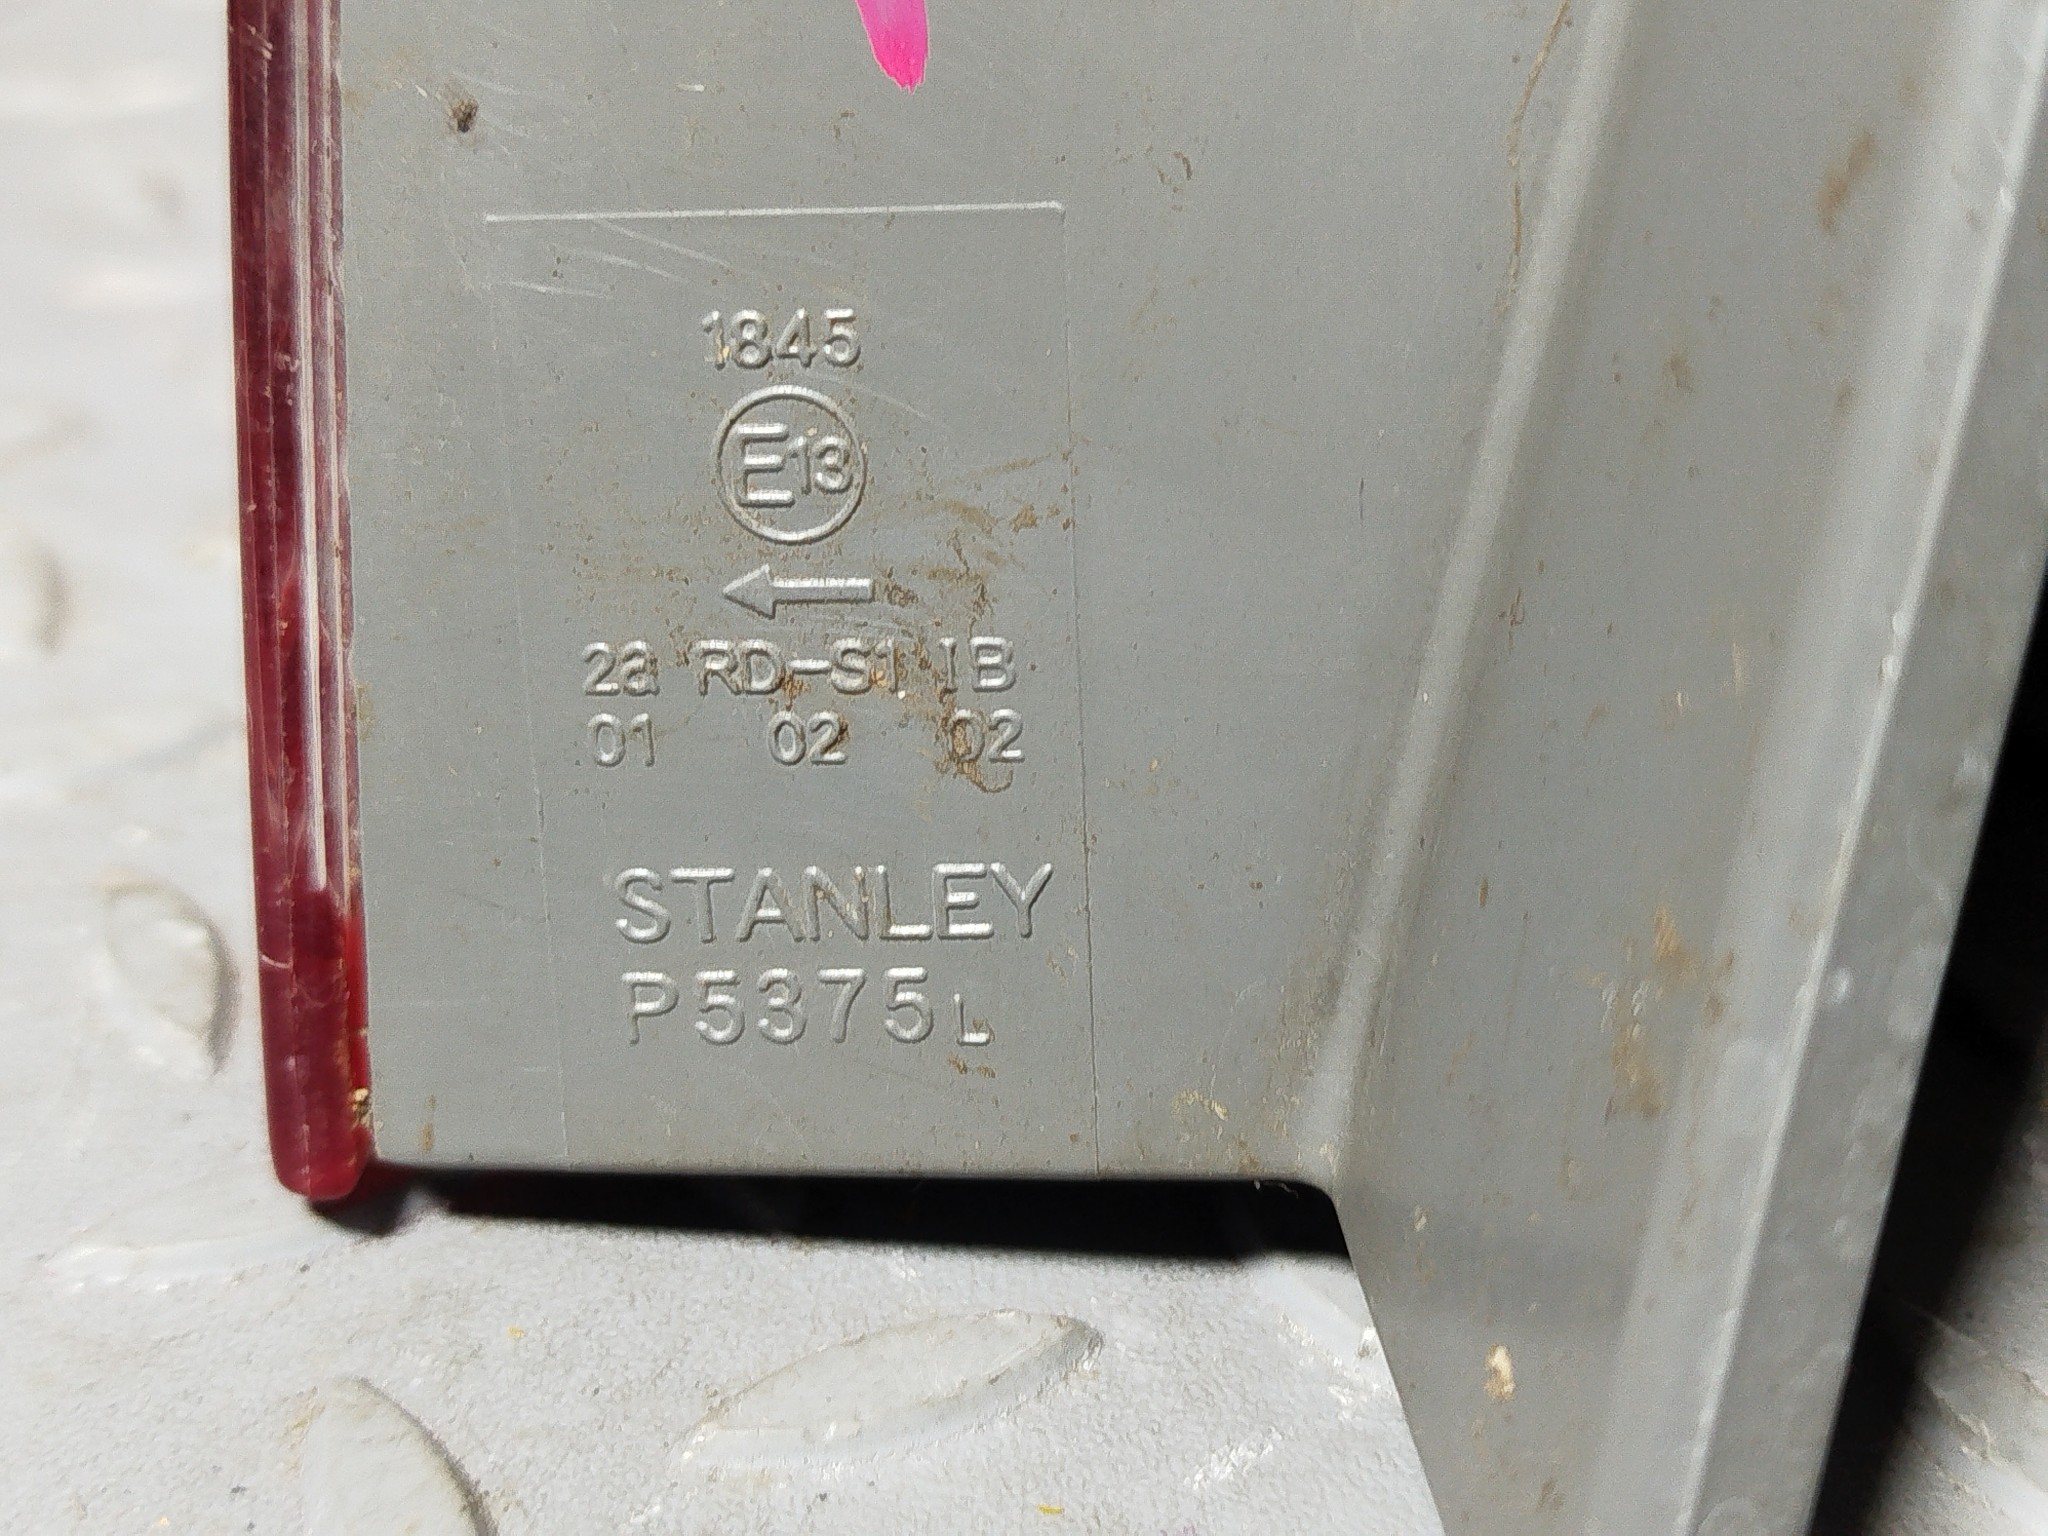 1845
E13
2a RD-S1 IB
01 02 02
STANLEY
P5375L